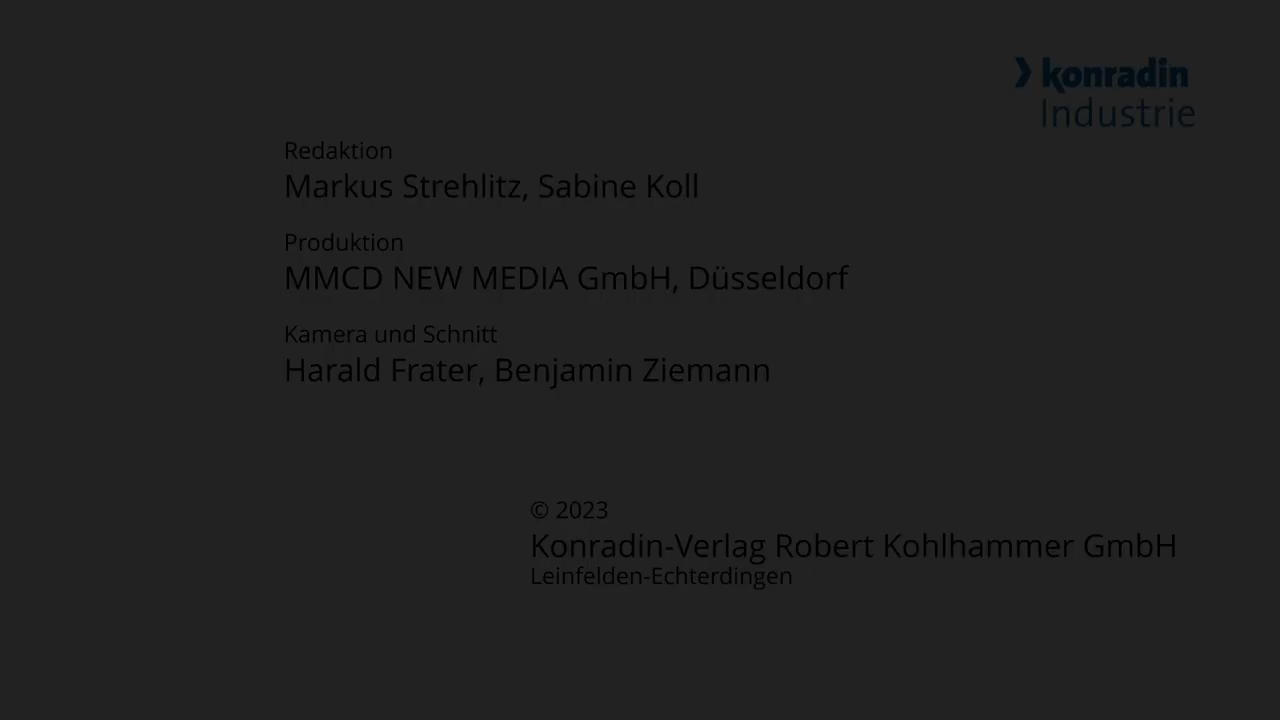 konradin
Industrie
Redaktion
Markus Strehlitz, Sabine Koll
Produktion
MMCD NEW MEDIA GmbH, Düsseldorf
Kamera und Schnitt
Harald Frater, Benjamin Ziemann
© 2023
Konradin-Verlag Robert Kohlhammer GmbH
Leinfelden-Echterdingen